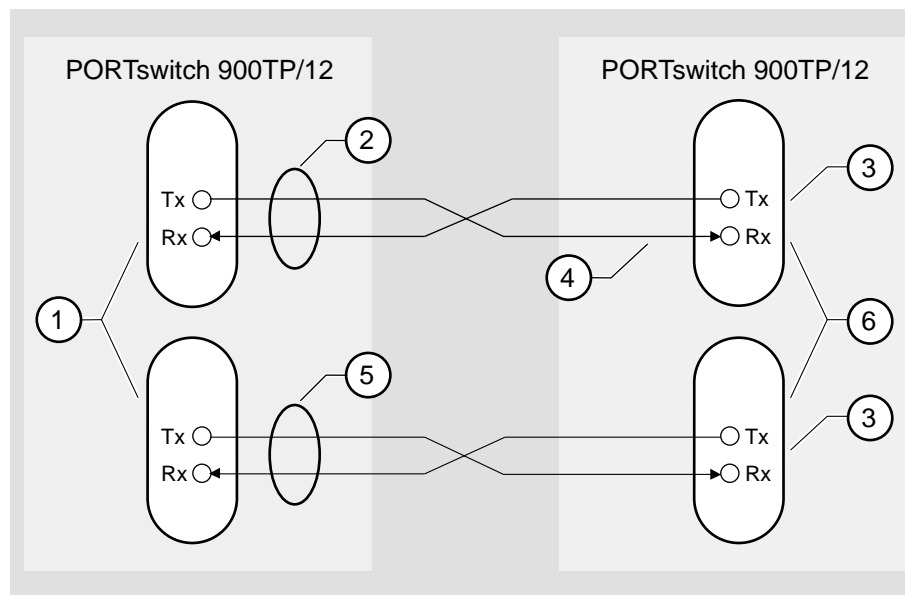 PORTswitch 900TP/12
PORTswitch 900TP/12
2
3
Tx
Tx
Rx
Rx
4
1
6
5
3
Tx
Tx
Rx
Rx